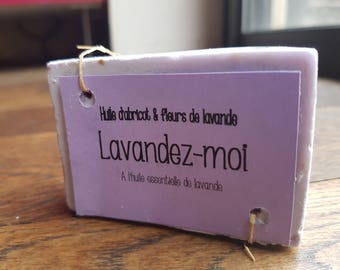 Huile d'abricot & fleurs de lavande
Lavandez-moi
A l'huile essentielle de lavande